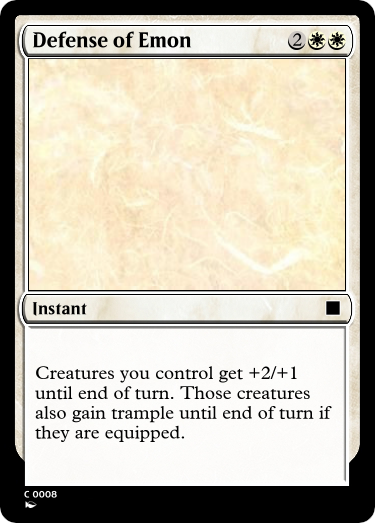 Defense of Emon 2
Instant
Creatures you control get +2/+1
until end of turn. Those creatures
also gain trample until end of turn if
they are equipped.
C 0008